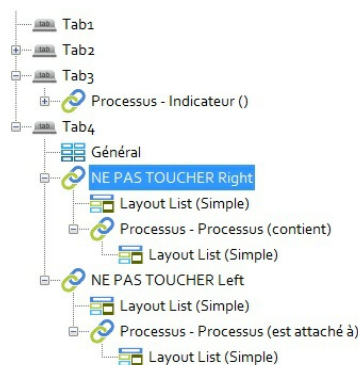 Tab1
Tab2
Tab3
Processus - Indicateur ()
Tab4
Général
NE PAS TOUCHER Right
Layout List (Simple)
Processus - Processus (contient)
Layout List (Simple)
NE PAS TOUCHER Left
Layout List (Simple)
Processus - Processus (est attaché à)
Layout List (Simple)